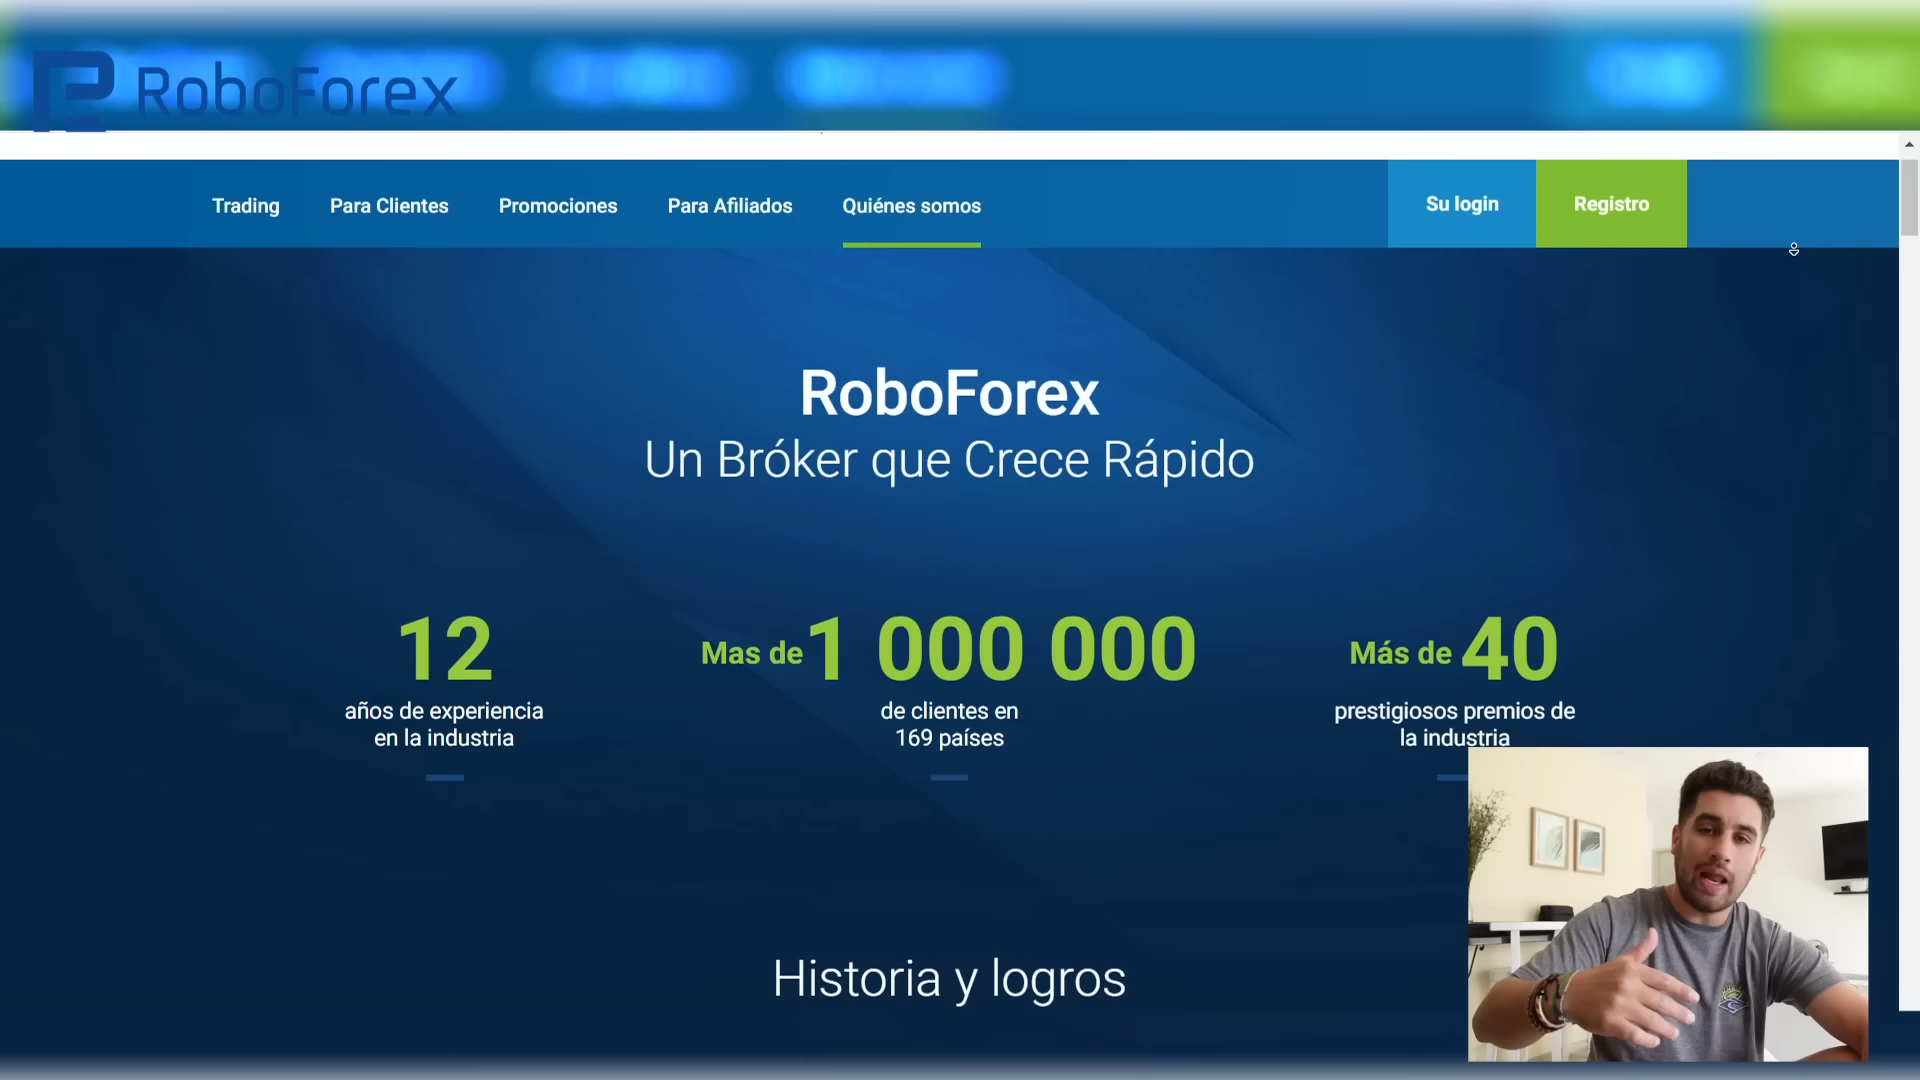 RoboForex
Trading
Para Clientes
Promociones
Para Afiliados
Quiénes somos
Su login
Registro
RoboForex
Un Bróker que Crece Rápido
12
años de experiencia
en la industria
Mas de 1 000 000
de clientes en
169 países
Más de 40
prestigiosos premios de
la industria
Historia y logros